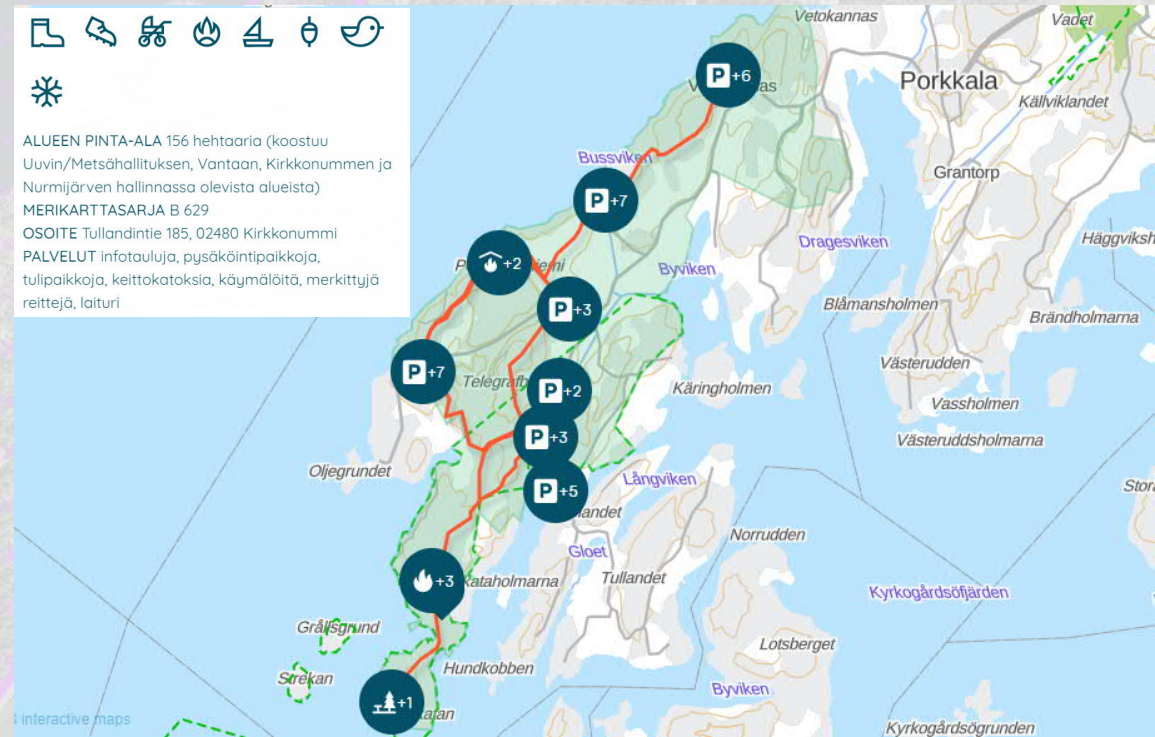 ALUEEN PINTA-ALA 156 hehtaaria (koostuu
Uuvin/Metsähallituksen, Vantaan, Kirkkonummen ja
Nurmijärven hallinnassa olevista alueista)
MERIKARTTASARJA B 629
OSOITE Tullandintie 185, 02480 Kirkkonummi
PALVELUT infotauluja, pysäköintipaikkoja,
tulipaikkoja, keittokatoksia, käymälöitä, merkittyjä
reittejä, laituri
Vetokannas
Vadet
P+6
Porkkala
Källviklandet
Bussviken
Grantorp
P+7
Dragesviken
Häggviksh
+2
Byviken
P+3
Blåmansholmen
Brändholmarna
P+7
Västerudden
P+2
Käringholmen
Vassholmen
P+3
Västeruddsholmarna
Oljegrundet
Långviken
P+5
Stora
Norrudden
Gloet
+3
Kataholmarna
Tullandet
Kyrkogårdsöfjärden
Grållsgrund
Lotsberget
Hundkobben
Strekan
Byviken
+1
interactive maps
Kyrkogårdsögrunden